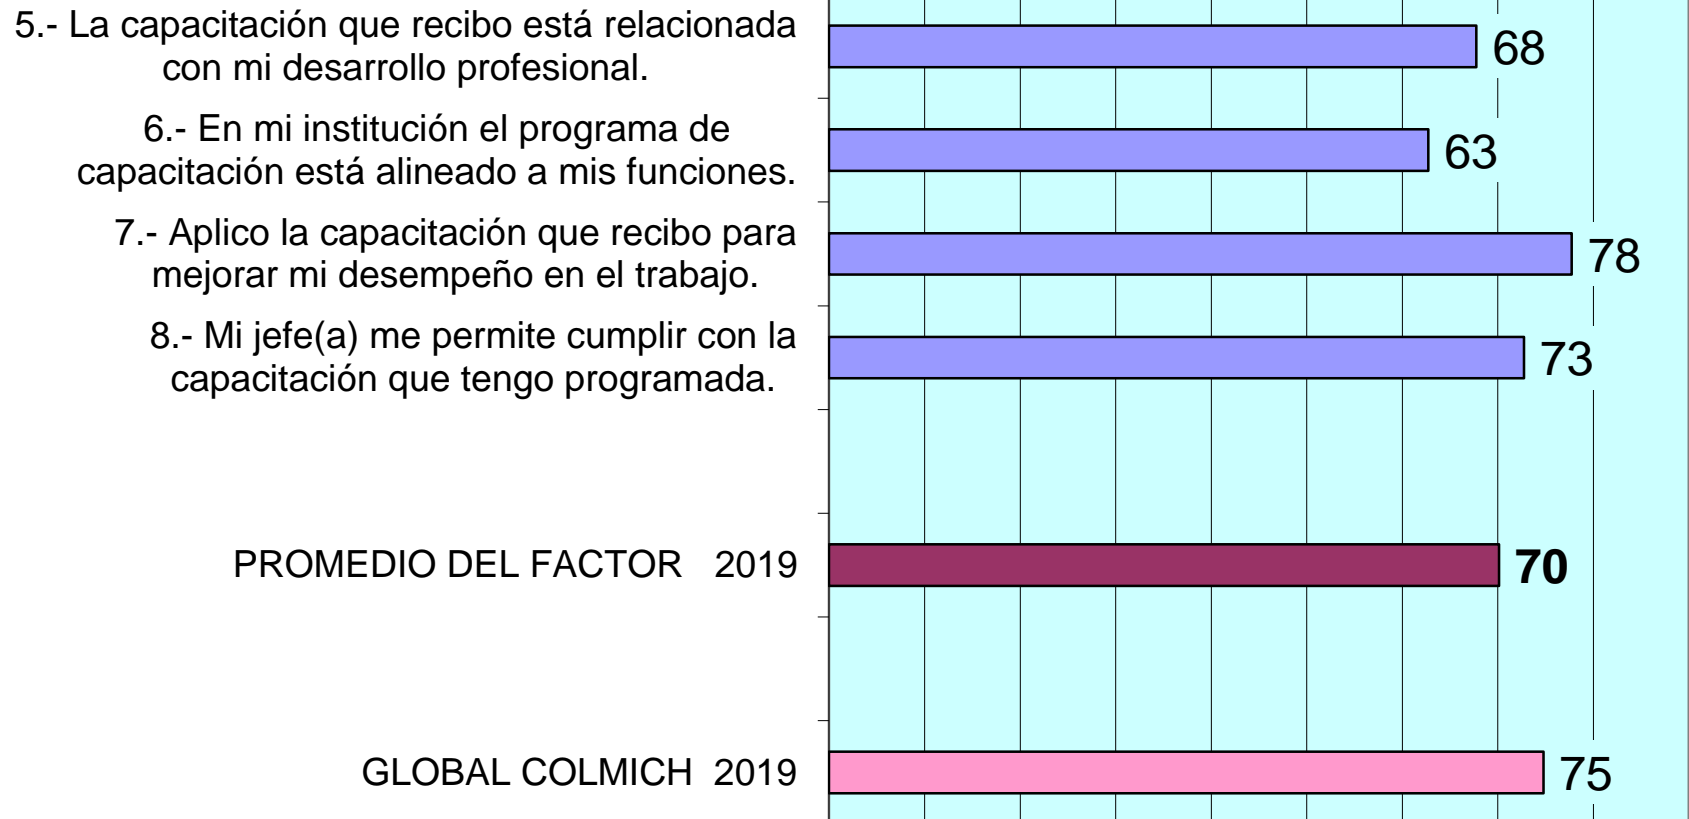 5.- La capacitación que recibo está relacionada
con mi desarrollo profesional.
68
6.- En mi institución el programa de
capacitación está alineado a mis funciones.
63
7.- Aplico la capacitación que recibo para
mejorar mi desempeño en el trabajo.
78
8.- Mi jefe(a) me permite cumplir con la
capacitación que tengo programada.
73
PROMEDIO DEL FACTOR 2019
70
GLOBAL COLMICH 2019
75